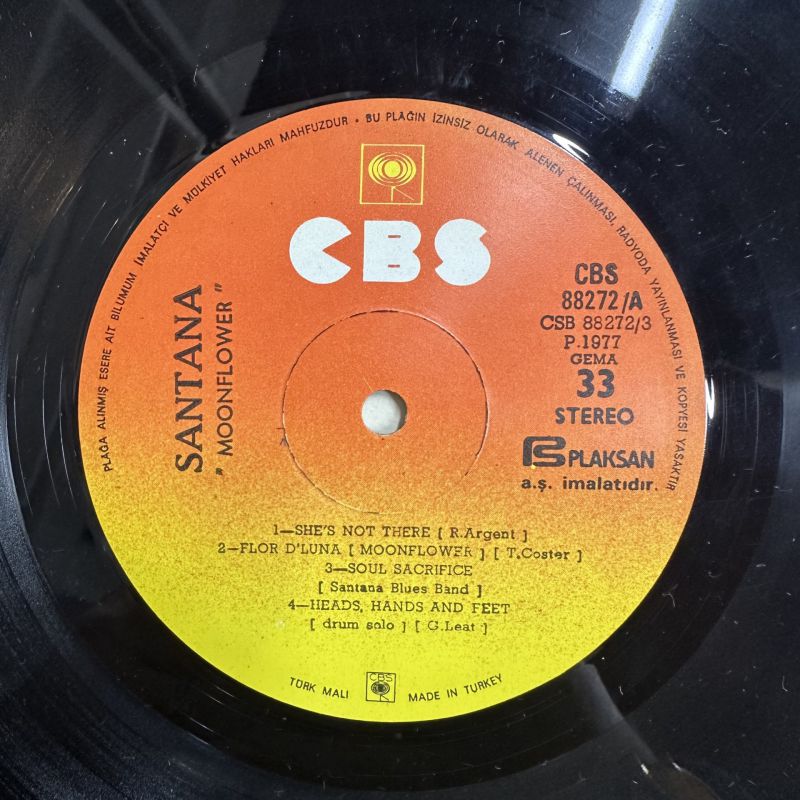 PLAĞA ALINMIŞ ESERE AİT BİLUMUM İMALATÇİ VE MÜLKİYET HAKLARI MAHFUZDUR • BU PLAĞIN İZİNSİZ OLARAK ALENEN ÇALINMASI, RADYODA YAYINLANMASI VE KOPYESİ YASAKTIR
CBS
SANTANA
"MOONFLOWER"
CBS
88272/A
CSB 88272/3
P.1977
GEMA
33
STEREO
PLAKSAN
a.ş. imalatıdır.
1—SHE'S NOT THERE [ R.Argent ]
2—FLOR D'LUNA [ MOONFLOWER ] [ T.Coster ]
3—SOUL SACRIFICE
[ Santana Blues Band ]
4—HEADS, HANDS AND FEET
[ drum solo ] [ G.Leat ]
TÜRK MALI CBS MADE IN TURKEY